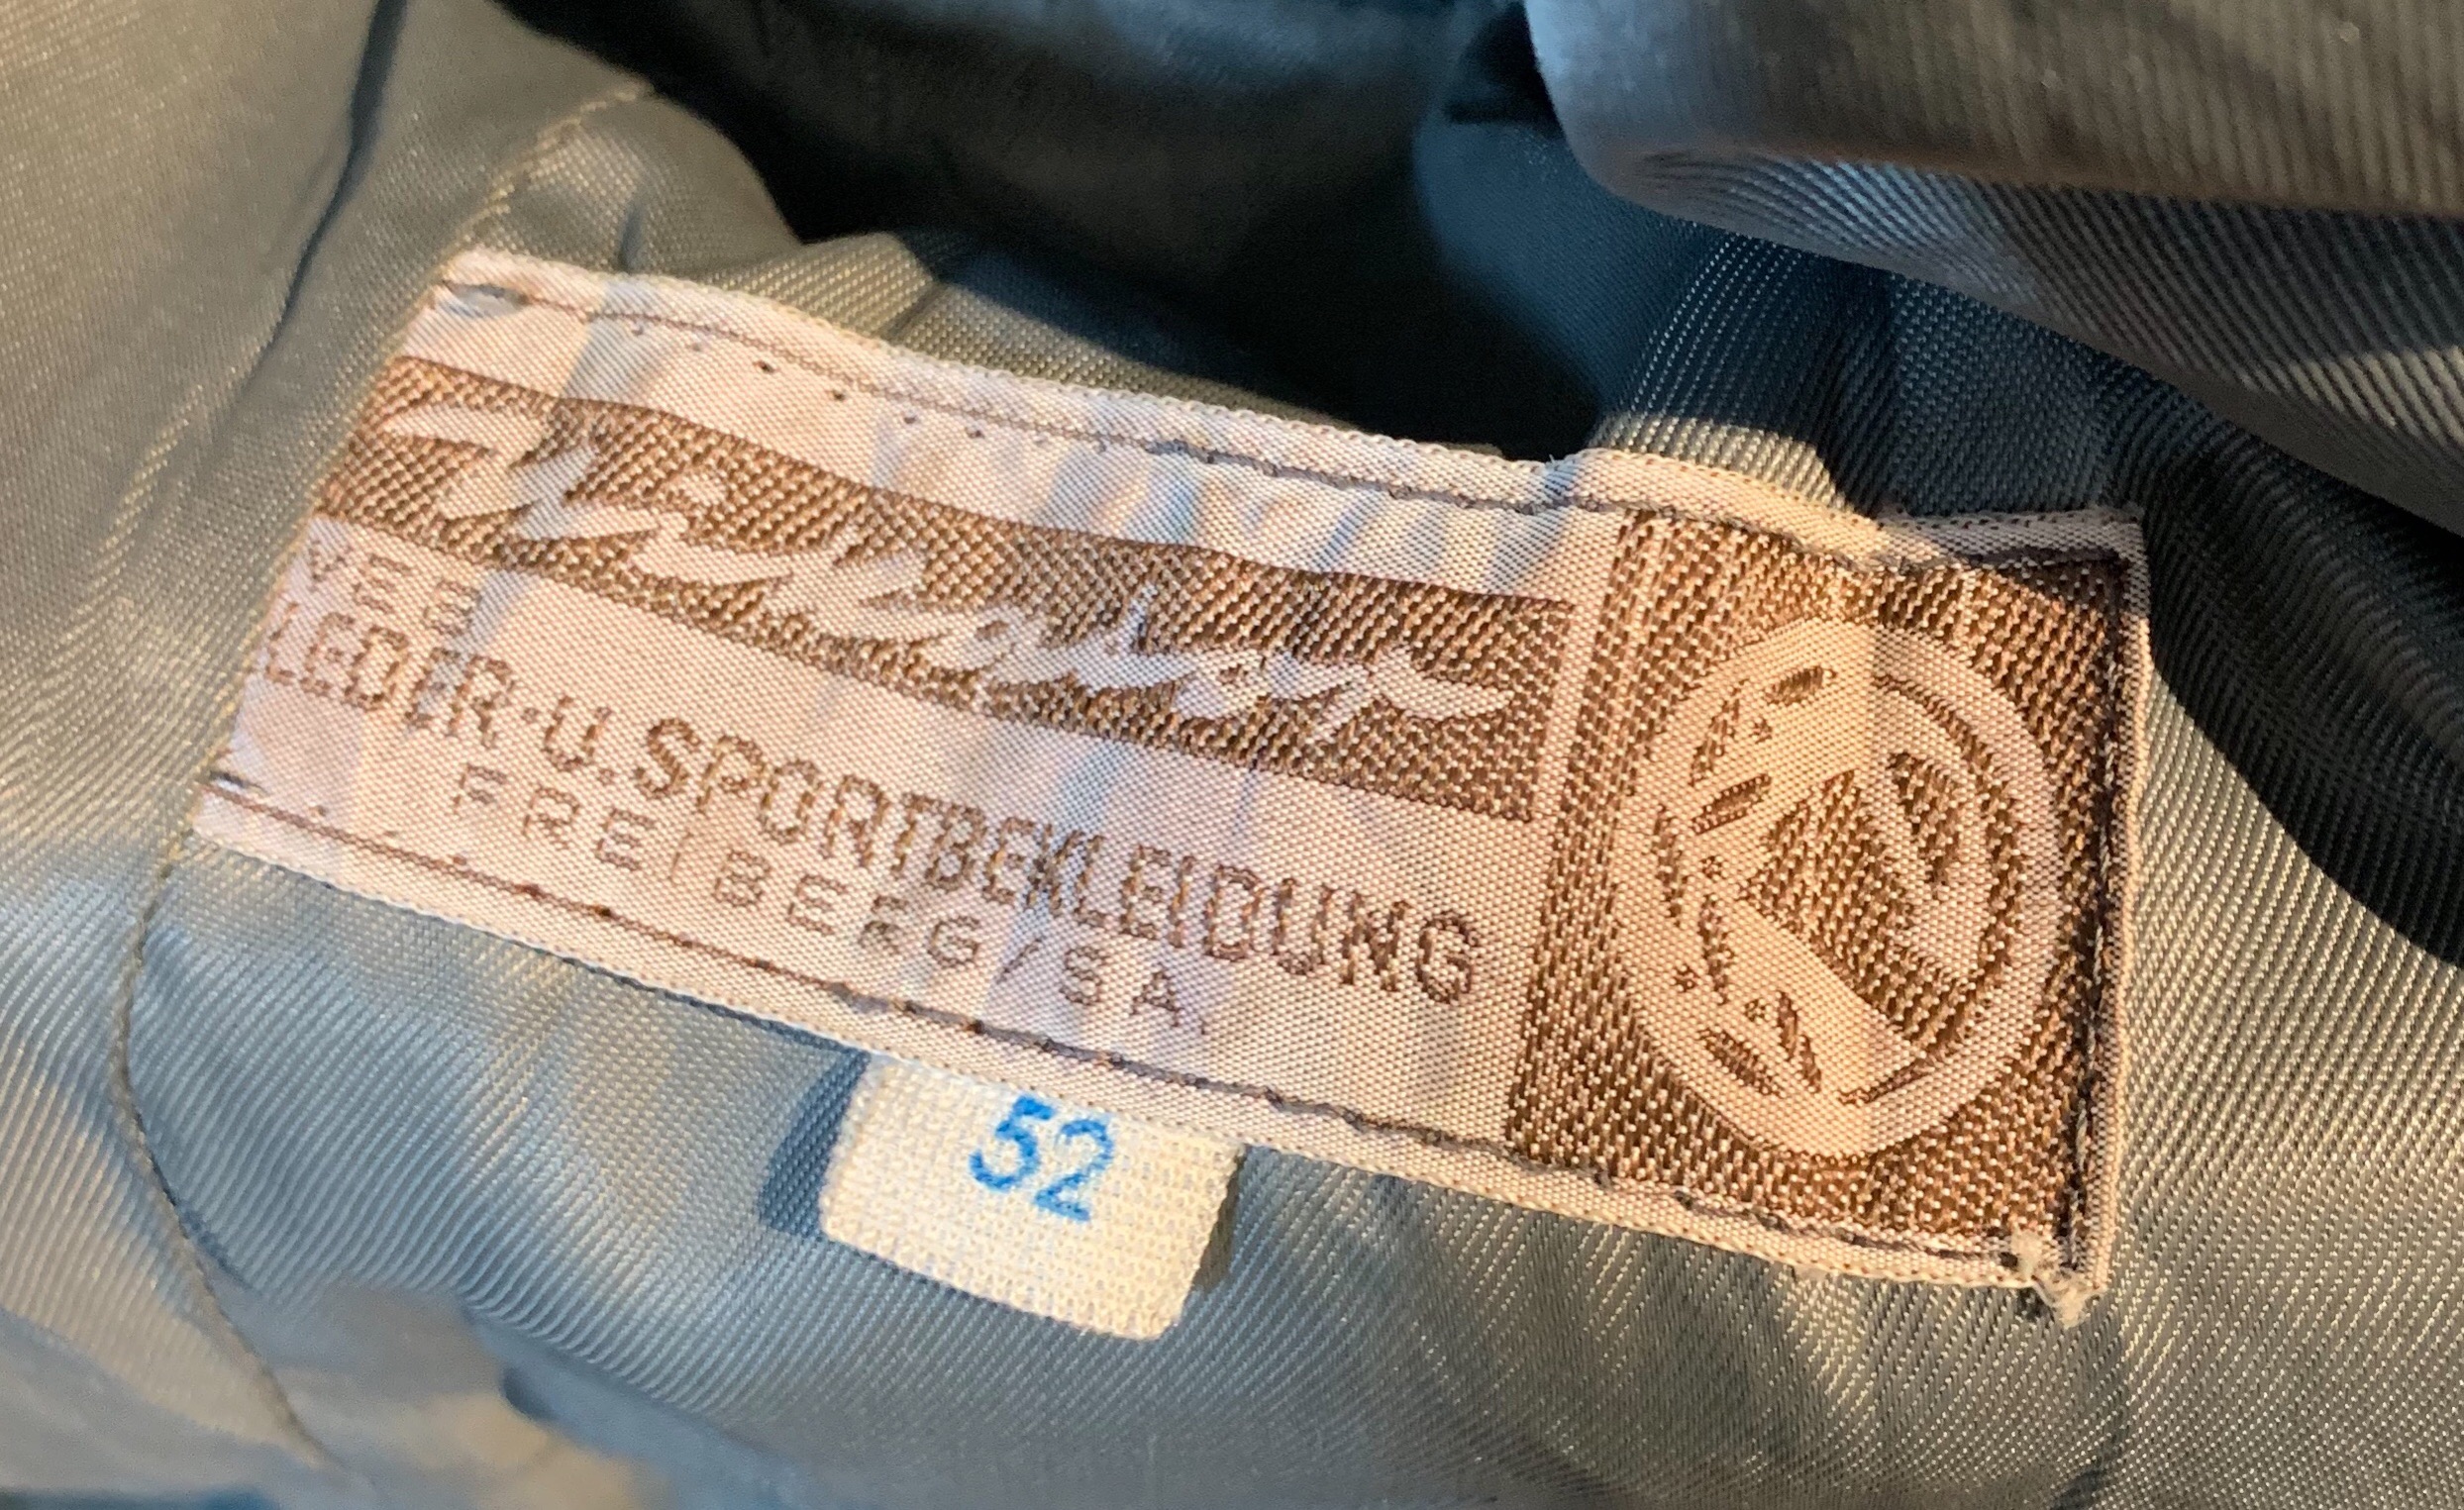 VEB
LEDER-U.SPORTBEKLEIDUNG
FREIBERG/SA.
52